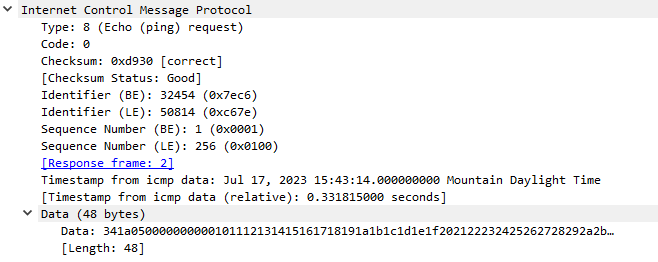 Internet Control Message Protocol
Type: 8 (Echo (ping) request)
Code: 0
Checksum: 0xd930 [correct]
[Checksum Status: Good]
Identifier (BE): 32454 (0x7ec6)
Identifier (LE): 50814 (0xc67e)
Sequence Number (BE): 1 (0x0001)
Sequence Number (LE): 256 (0x0100)
[Response frame: 2]
Timestamp from icmp data: Jul 17, 2023 15:43:14.000000000 Mountain Daylight Time
[Timestamp from icmp data (relative): 0.331815000 seconds]
Data (48 bytes)
Data: 341a050000000000101112131415161718191a1b1c1d1e1f202122232425262728292a2b…
[Length: 48]